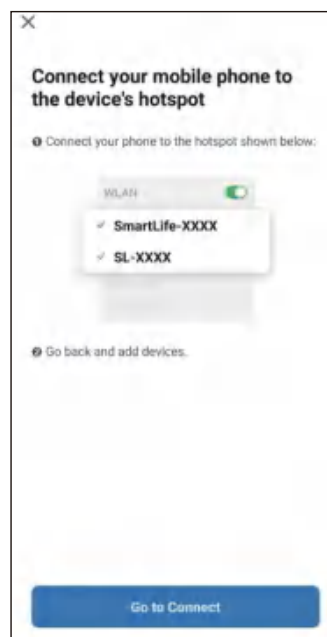 Connect your mobile phone to
the device's hotspot
❶ Connect your phone to the hotspot shown below:
WLAN
SmartLife-XXXX
SL-XXXX
❷ Go back and add devices.
Go to Connect